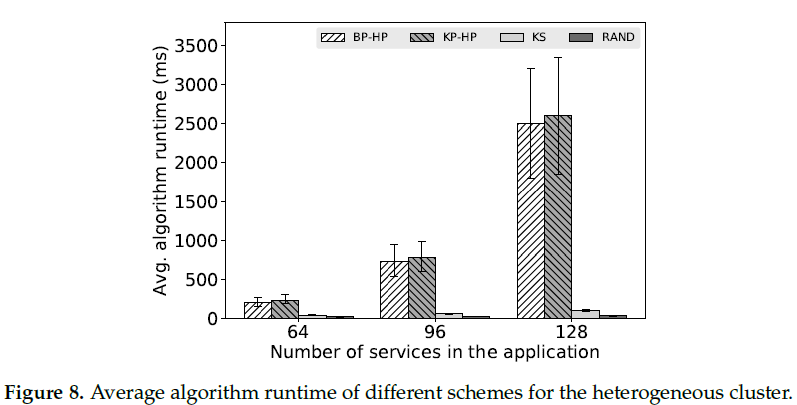 BP-HP KP-HP KS RAND
Avg. algorithm runtime (ms)
3500
3000
2500
2000
1500
1000
500
0
64 96 128
Number of services in the application
Figure 8. Average algorithm runtime of different schemes for the heterogeneous cluster.